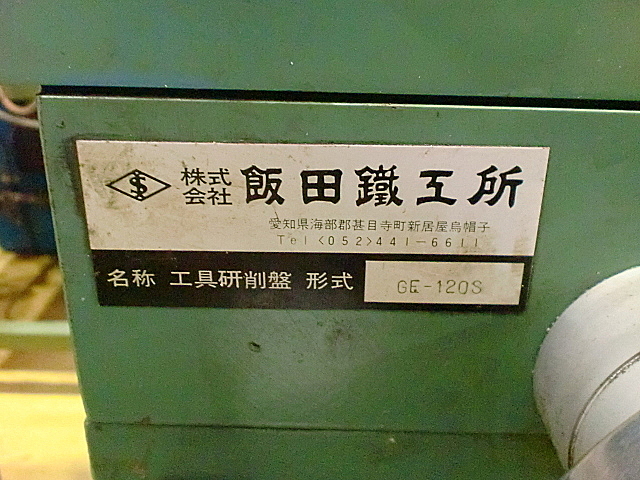 株式会社 飯田鐵工所
愛知県海部郡甚目寺町新居屋烏帽子
Tel<052>441-6611
名称 工具研削盤 形式 GE-120S